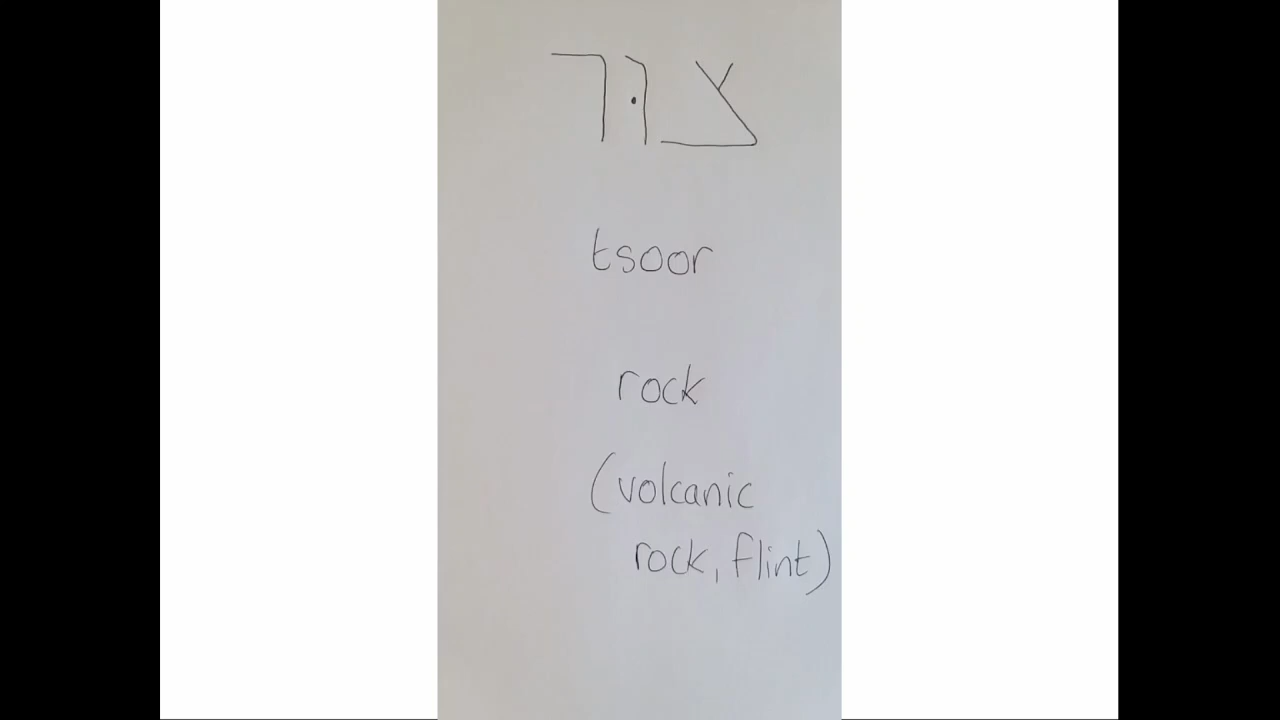 צוּר
tsoor
rock
(volcanic
rock, flint)